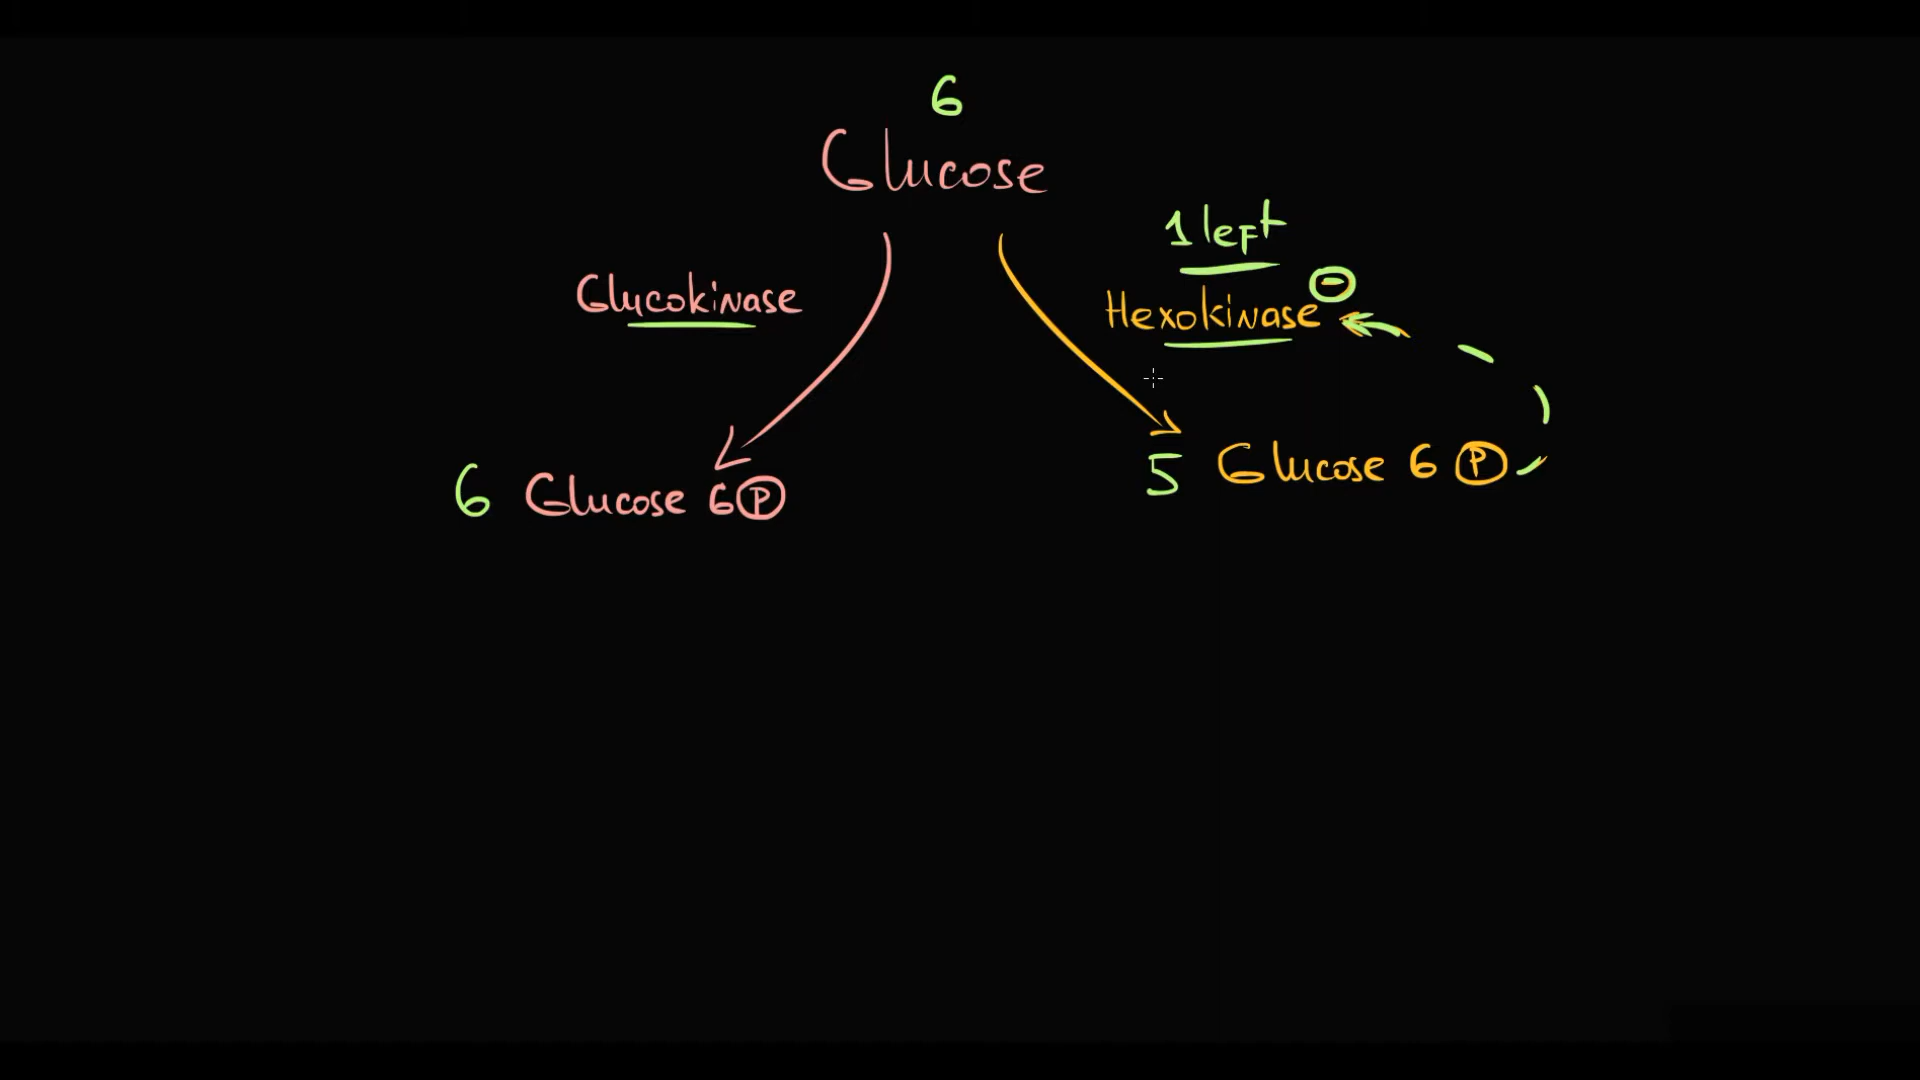 6
Glucose
1 left
Glucokinase
Hexokinase
6 Glucose 6 P
5 Glucose 6 P